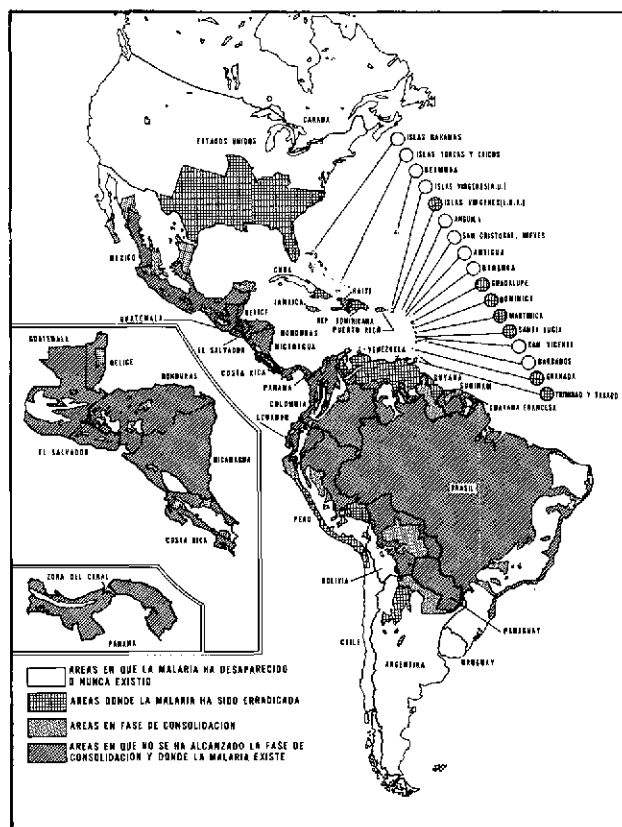 CANADA
ESTADOS UNIDOS
ISLAS BAHAMAS
ISLAS TURCAS Y CAICOS
BERMUDA
ISLAS VIRGENES (R.U.)
ISLAS VIRGENES (E.U.A.)
ANGUILA
SAN CRISTOBAL, NIEVES
ANTIGUA
GUADALUPE
DOMINICA
MARTINICA
SANTA LUCIA
SAN VICENTE
BARBADOS
GRANADA
TRINIDAD Y TABAGO
MEXICO
CUBA
HAITI
JAMAICA
REP. DOMINICANA
PUERTO RICO
BELICE
GUATEMALA
HONDURAS
EL SALVADOR
NICARAGUA
COSTA RICA
PANAMA
VENEZUELA
COLOMBIA
GUYANA
SURINAM
GUAYANA FRANCESA
ECUADOR
BRASIL
PERU
BOLIVIA
PARAGUAY
CHILE
ARGENTINA
URUGUAY
GUATEMALA
BELICE
HONDURAS
EL SALVADOR
NICARAGUA
COSTA RICA
ZONA DEL CANAL
PANAMA
AREAS EN QUE LA MALARIA HA DESAPARECIDO
O NUNCA EXISTIO
AREAS DONDE LA MALARIA HA SIDO ERRADICADA
AREAS EN FASE DE CONSOLIDACION
AREAS EN QUE NO SE HA ALCANZADO LA FASE DE
CONSOLIDACION Y DONDE LA MALARIA EXISTE